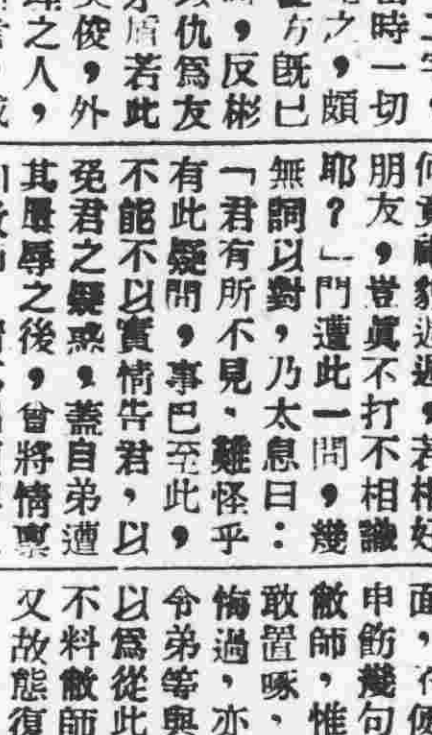 時一切
之，頗
方既已
，反彬
仇爲友
盾若此
俊，外
之人，
朋友，豈眞不打不相識
耶？」門遭此一問，幾
無詞以對，乃太息曰：
「君有所不見、難怪乎
有此疑問，事巳至此，
不能不以實情告君，以
免君之疑惑，蓋自弟遭
其屢辱之後，曾將情稟
面，
申飭幾句
敝師，惟
敢置啄、
悔過，亦
令弟等與
以爲從此
不料敝師
又故態復